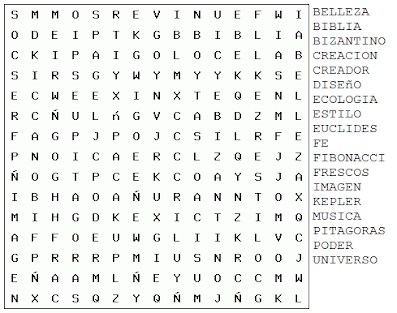 S M M O S R E V I N U E F W I
O D E I P T K G B B I B L I A
C K I P A I G O L O C E L A B
S I R S G Y W Y M Y Y K K S E
E C W E E X I N X T E Q E N L
R C Ñ U L ñ G V C A B D Z M L
F A G P J P O J C S I L R F E
P N O I C A E R C L Z Q E J Z
Ñ O G T P C E K C O A Y S J A
I B H A O A Ñ U R A N N T O X
M I H G D K E X I C T Z I M Q
A F F O E U W G L I I K L V C
G P R R R P M I U S N R O O J
E Ñ A A M L Ñ E Y U O C C M W
N X C S Q Z Y Q Ñ M J Ñ G K L
BELLEZA
BIBLIA
BIZANTINO
CREACION
CREADOR
DISEñO
ECOLOGIA
ESTILO
EUCLIDES
FE
FIBONACCI
FRESCOS
IMAGEN
KEPLER
MUSICA
PITAGORAS
PODER
UNIVERSO